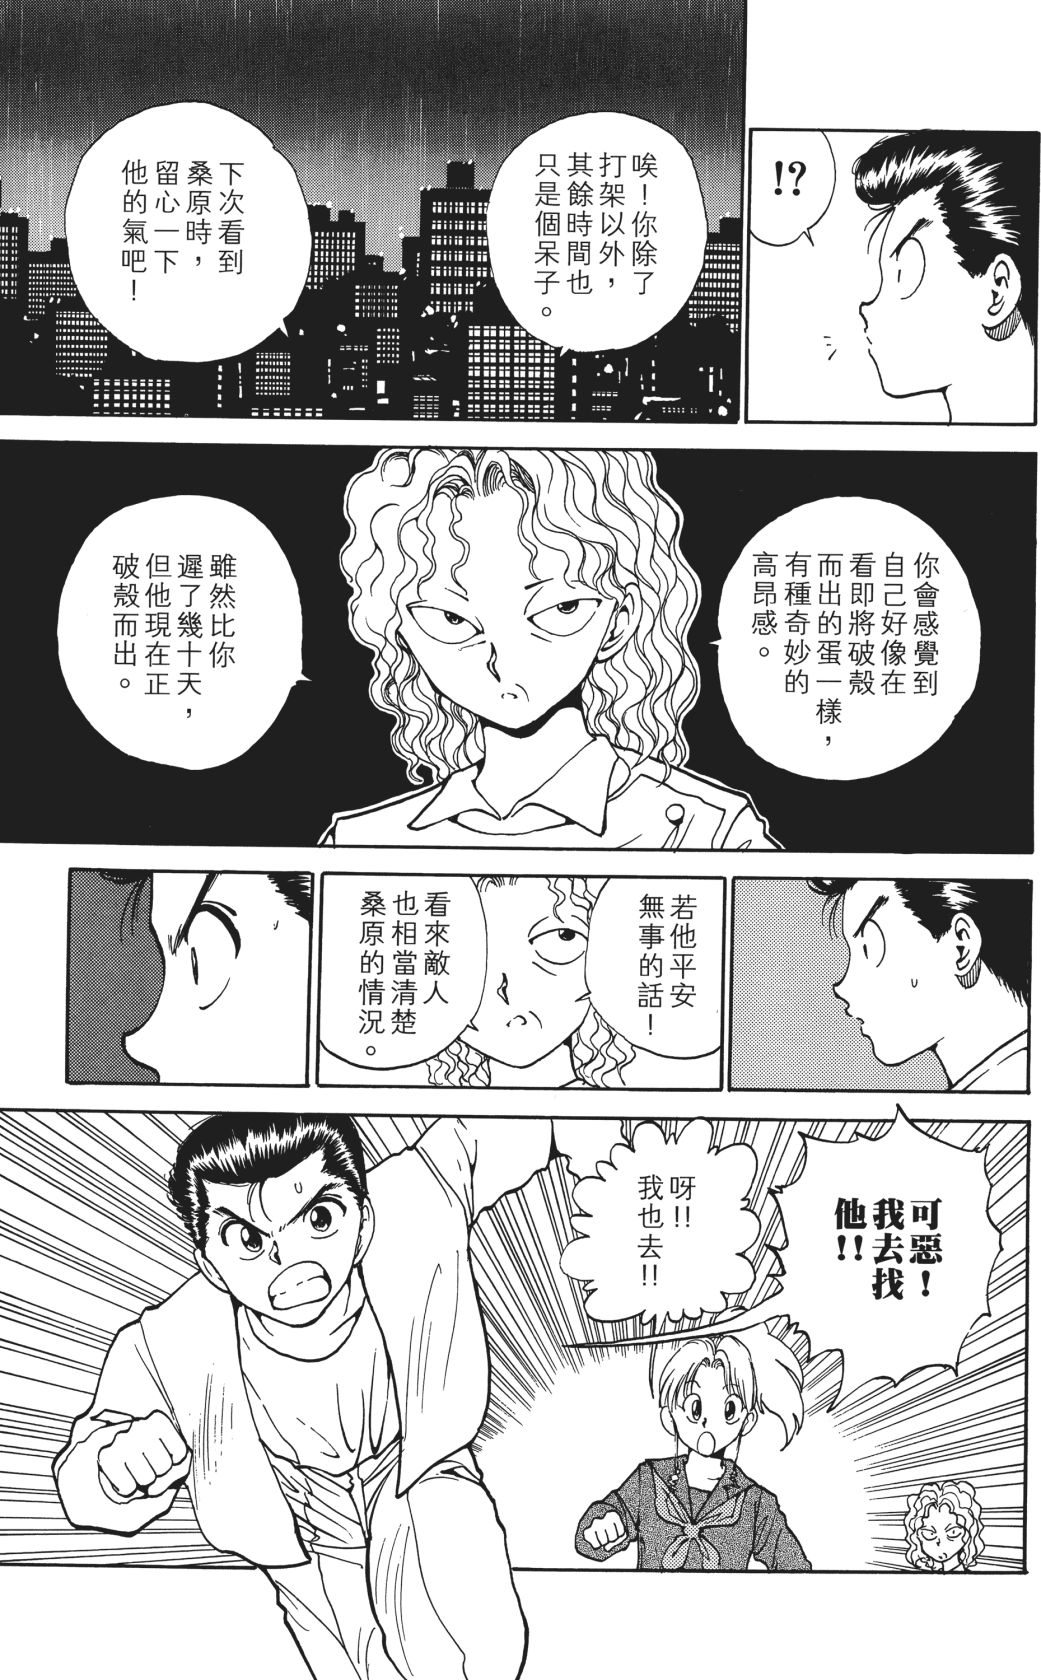 !?
唉！你除了
打架以外，
其餘時間也
只是個呆子。
下次看到
桑原時，
留心一下
他的氣吧！
你會感覺到
自己好像在
看即將破殼
而出的蛋一樣，
有種奇妙的
高昂感。
雖然比你
遲了幾十天，
但他現在正
破殼而出。
若他平安
無事的話！
看來敵人
也相當清楚
桑原的情況。
可惡！
我去找
他!!
呀!!
我也去!!